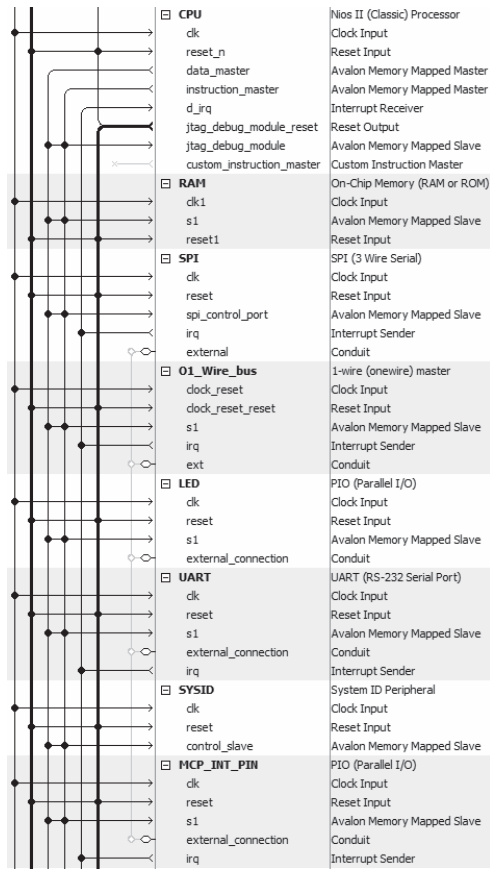 CPU Nios II (Classic) Processor
clk Clock Input
reset_n Reset Input
data_master Avalon Memory Mapped Master
instruction_master Avalon Memory Mapped Master
d_irq Interrupt Receiver
jtag_debug_module_reset Reset Output
jtag_debug_module Avalon Memory Mapped Slave
custom_instruction_master Custom Instruction Master
RAM On-Chip Memory (RAM or ROM)
clk1 Clock Input
s1 Avalon Memory Mapped Slave
reset1 Reset Input
SPI SPI (3 Wire Serial)
clk Clock Input
reset Reset Input
spi_control_port Avalon Memory Mapped Slave
irq Interrupt Sender
external Conduit
O1_Wire_bus 1-wire (onewire) master
clock_reset Clock Input
clock_reset_reset Reset Input
s1 Avalon Memory Mapped Slave
irq Interrupt Sender
ext Conduit
LED PIO (Parallel I/O)
clk Clock Input
reset Reset Input
s1 Avalon Memory Mapped Slave
external_connection Conduit
UART UART (RS-232 Serial Port)
clk Clock Input
reset Reset Input
s1 Avalon Memory Mapped Slave
external_connection Conduit
irq Interrupt Sender
SYSID System ID Peripheral
clk Clock Input
reset Reset Input
control_slave Avalon Memory Mapped Slave
MCP_INT_PIN PIO (Parallel I/O)
clk Clock Input
reset Reset Input
s1 Avalon Memory Mapped Slave
external_connection Conduit
irq Interrupt Sender